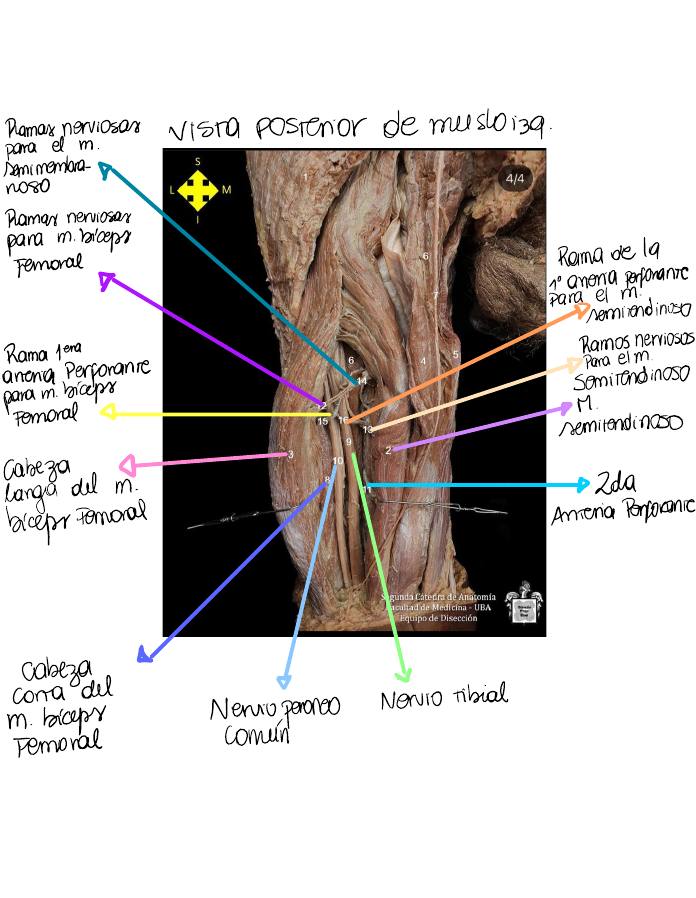 Vista posterior de muslo izq.
Ramas nerviosas
para el m.
semimembra-
noso
Ramas nerviosas
para m. bíceps
Femoral
Rama 1era
arteria Perforante
para m. bíceps
Femoral
Cabeza
larga del m.
bíceps Femoral
Cabeza
corta del
m. bíceps
Femoral
Nervio peroneo
común
Nervio tibial
Rama de la
1º arteria perforante
para el m.
semitendinoso
Ramos nerviosos
para el m.
semitendinoso
M.
semitendinoso
2da
Arteria Perforante
S
L M
I
4/4
1
6
7
5
4
6
14
12
15
16
13
9
2
3
10
8
11
Segunda Cátedra de Anatomía
Facultad de Medicina - UBA
Equipo de Disección